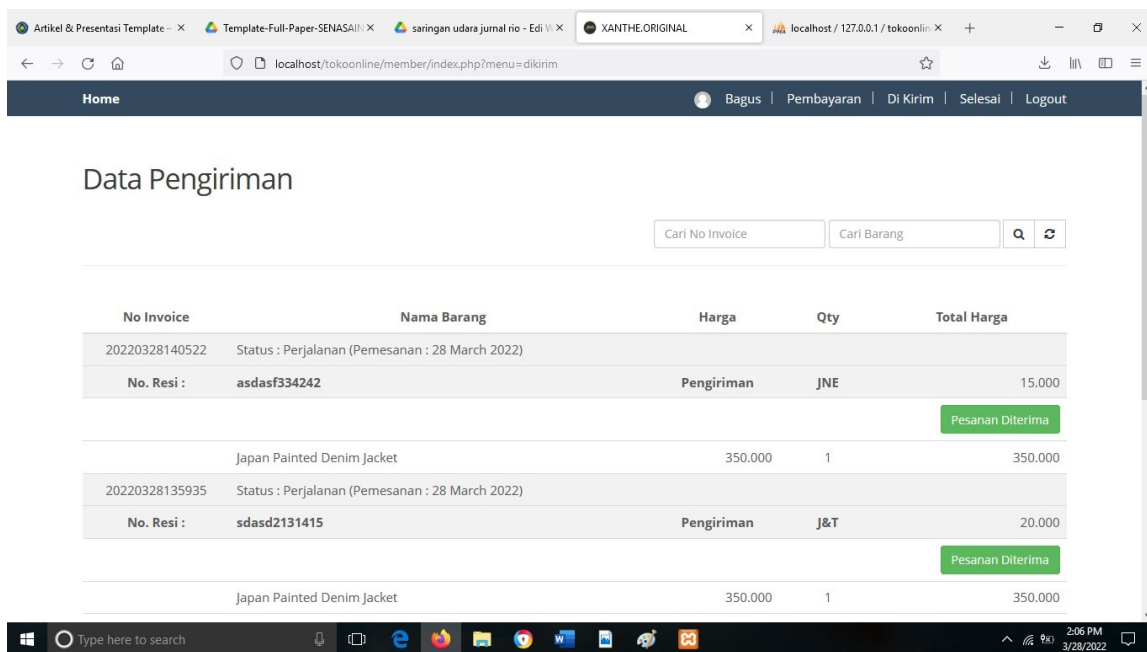 Artikel & Presentasi Template – Template-Full-Paper-SENASAIN saringan udara jurnal rio - Edi W XANTHE.ORIGINAL localhost / 127.0.0.1 / tokoonlin
localhost/tokoonline/member/index.php?menu=dikirim
Home Bagus | Pembayaran | Di Kirim | Selesai | Logout
Data Pengiriman
Cari No Invoice Cari Barang
No Invoice Nama Barang Harga Qty Total Harga
20220328140522 Status : Perjalanan (Pemesanan : 28 March 2022)
No. Resi : asdasf334242 Pengiriman JNE 15.000
Pesanan Diterima
Japan Painted Denim Jacket 350.000 1 350.000
20220328135935 Status : Perjalanan (Pemesanan : 28 March 2022)
No. Resi : sdasd2131415 Pengiriman J&T 20.000
Pesanan Diterima
Japan Painted Denim Jacket 350.000 1 350.000
Type here to search 2:06 PM
3/28/2022